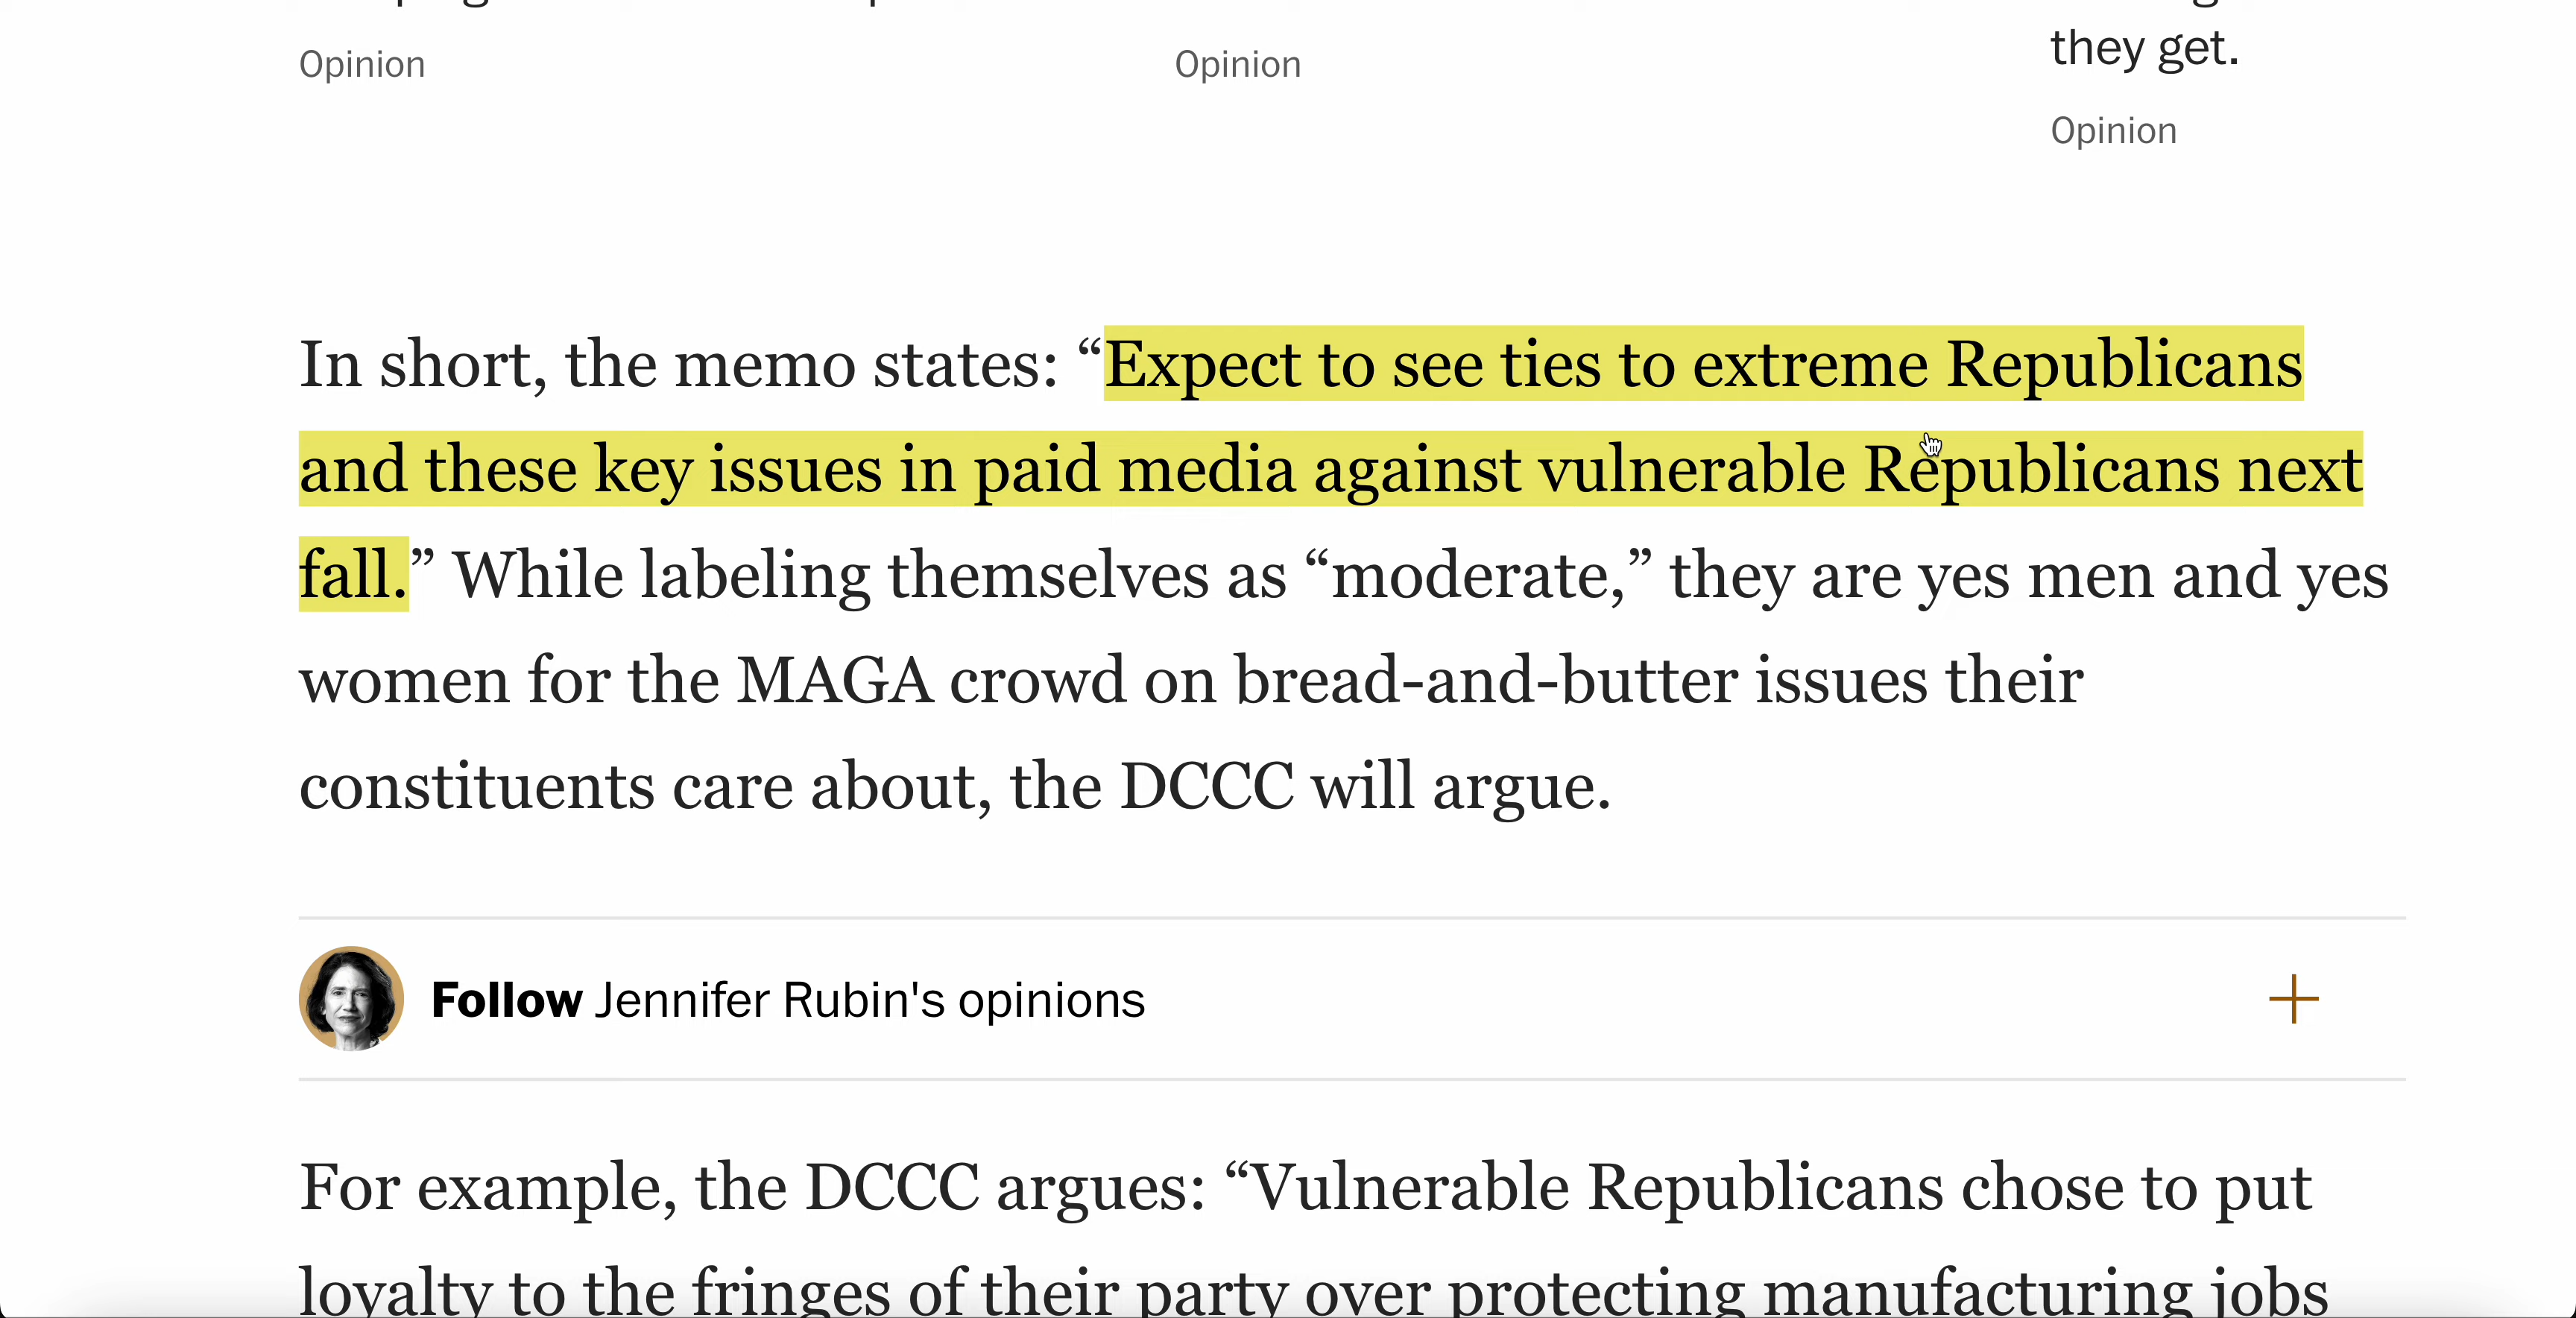 Opinion
Opinion
they get.
Opinion
In short, the memo states: “Expect to see ties to extreme Republicans
and these key issues in paid media against vulnerable Republicans next
fall.” While labeling themselves as “moderate,” they are yes men and yes
women for the MAGA crowd on bread-and-butter issues their
constituents care about, the DCCC will argue.
Follow Jennifer Rubin's opinions
For example, the DCCC argues: “Vulnerable Republicans chose to put
loyalty to the fringes of their party over protecting manufacturing jobs